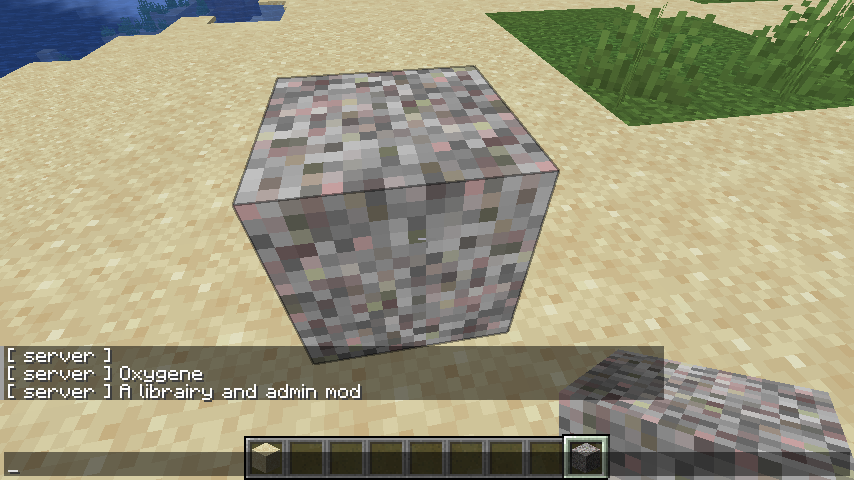 [ server ]
[ server ] Oxygene
[ server ] A librairy and admin mod
_